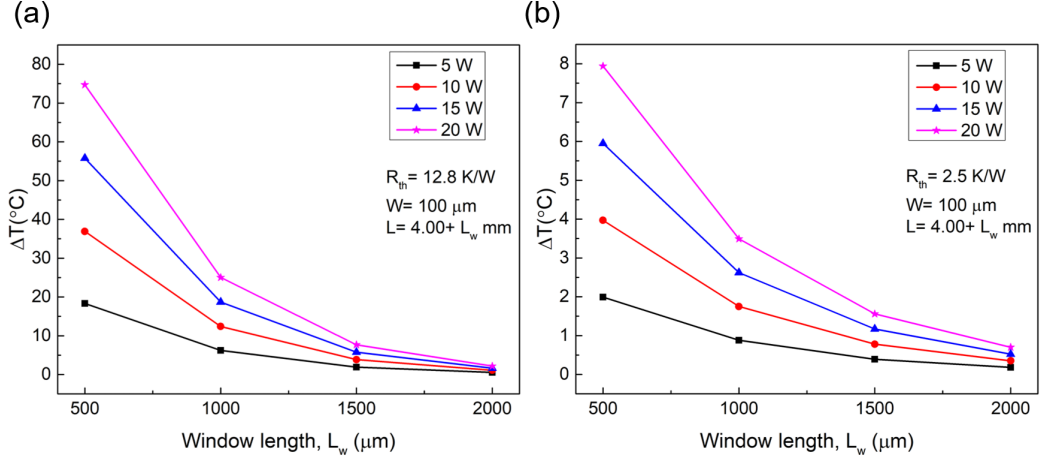 (a)
80
70
60
50
40
30
20
10
0
500
1000
1500
2000
ΔT(°C)
Window length, L_w (μm)
5 W
10 W
15 W
20 W
R_th= 12.8 K/W
W= 100 μm
L= 4.00+ L_w mm
(b)
8
7
6
5
4
3
2
1
0
500
1000
1500
2000
ΔT(°C)
Window length, L_w (μm)
5 W
10 W
15 W
20 W
R_th= 2.5 K/W
W= 100 μm
L= 4.00+ L_w mm